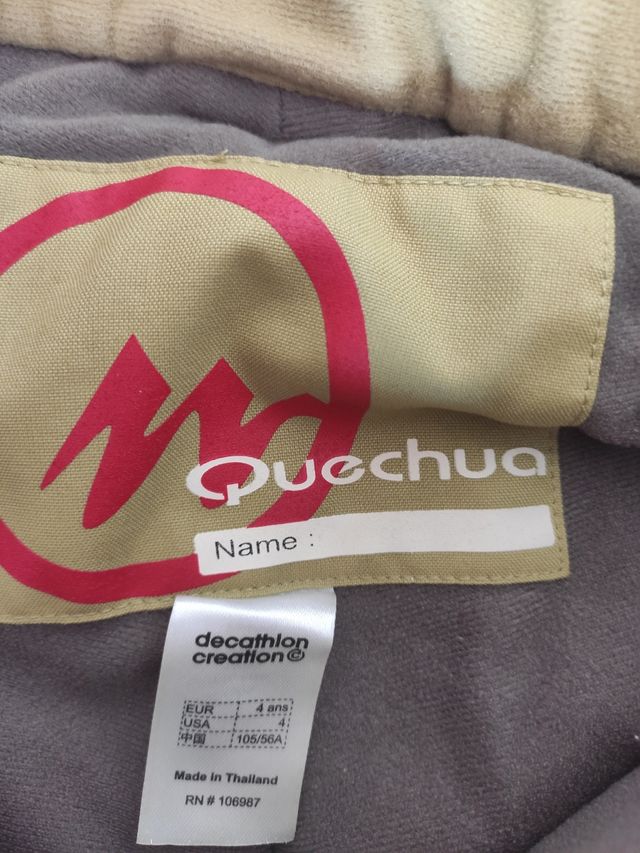 Quechua
Name :
decathlon
creation©
EUR 4 ans
USA 4
中国 105/56A
Made in Thailand
RN # 106987